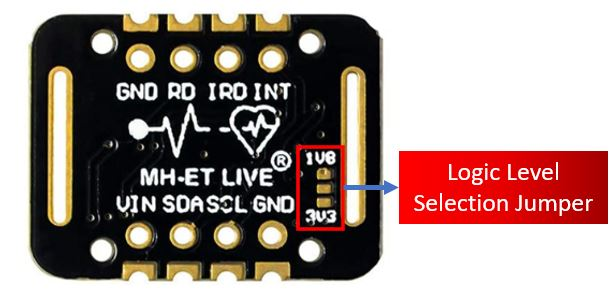 GND RD IRD INT
®
1V8
MH-ET LIVE
VIN SDA SCL GND
3V3
Logic Level
Selection Jumper